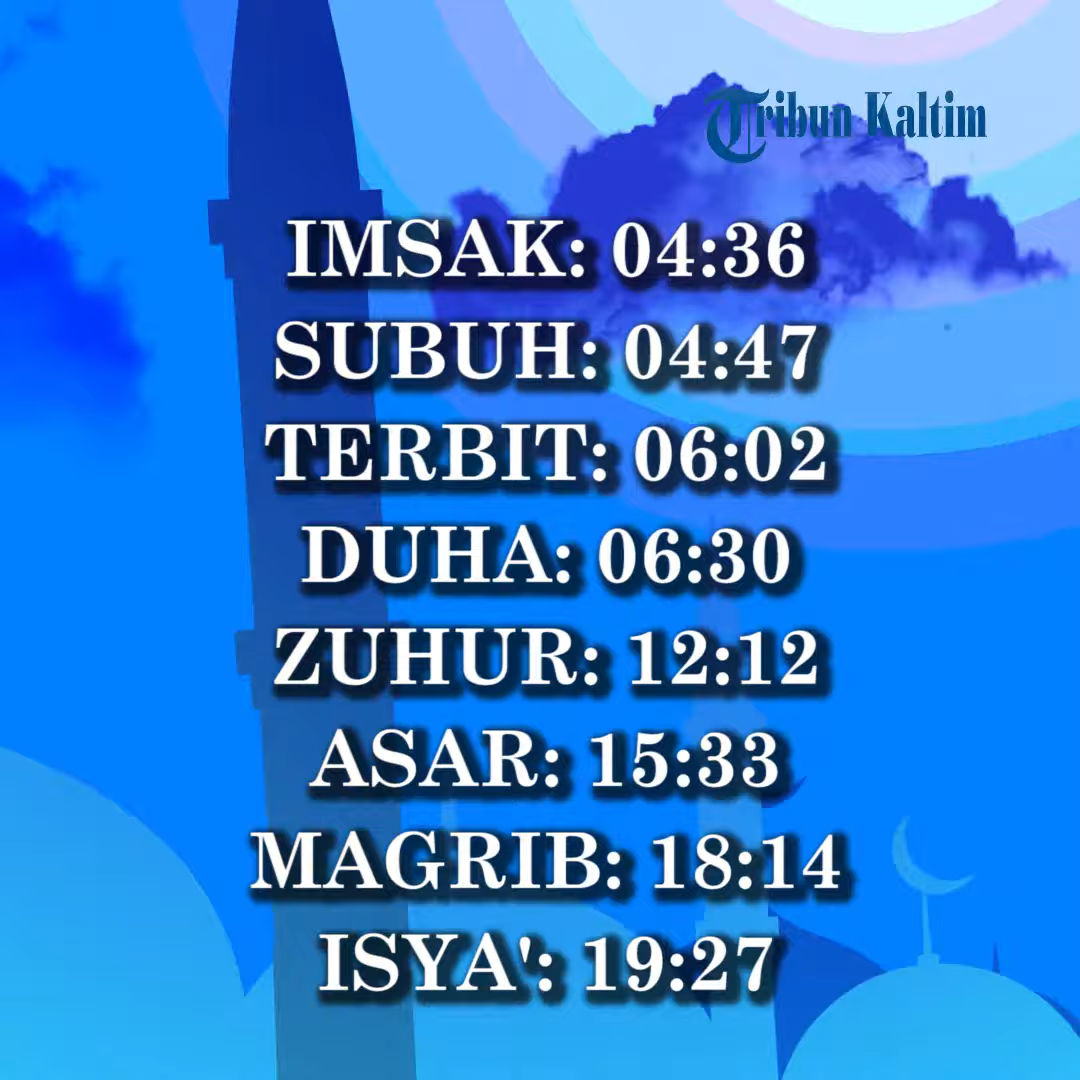 Tribun Kaltim
IMSAK: 04:36
SUBUH: 04:47
TERBIT: 06:02
DUHA: 06:30
ZUHUR: 12:12
ASAR: 15:33
MAGRIB: 18:14
ISYA': 19:27